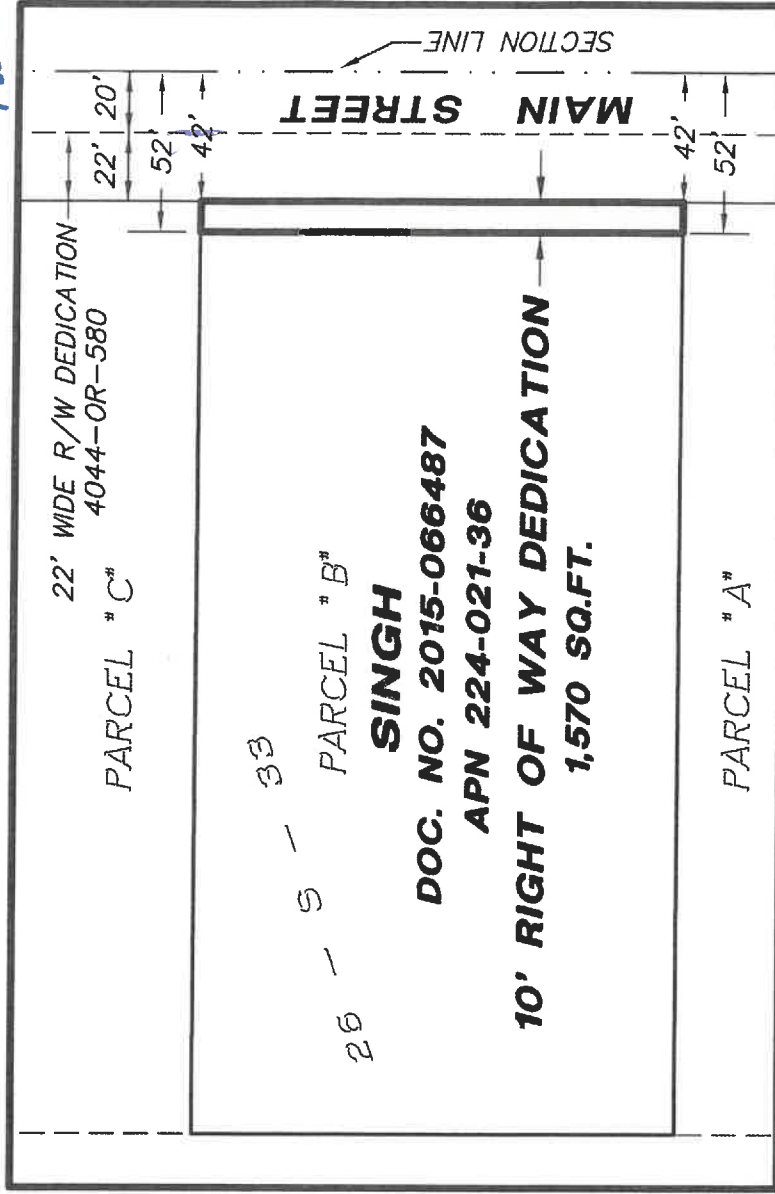 SECTION LINE
MAIN STREET
20'
22'
52'
42'
22' WIDE R/W DEDICATION
4044-OR-580
PARCEL "C"
26 - 5 - 33
PARCEL "B"
SINGH
DOC. NO. 2015-066487
APN 224-021-36
10' RIGHT OF WAY DEDICATION
1,570 SQ.FT.
42'
52'
PARCEL "A"